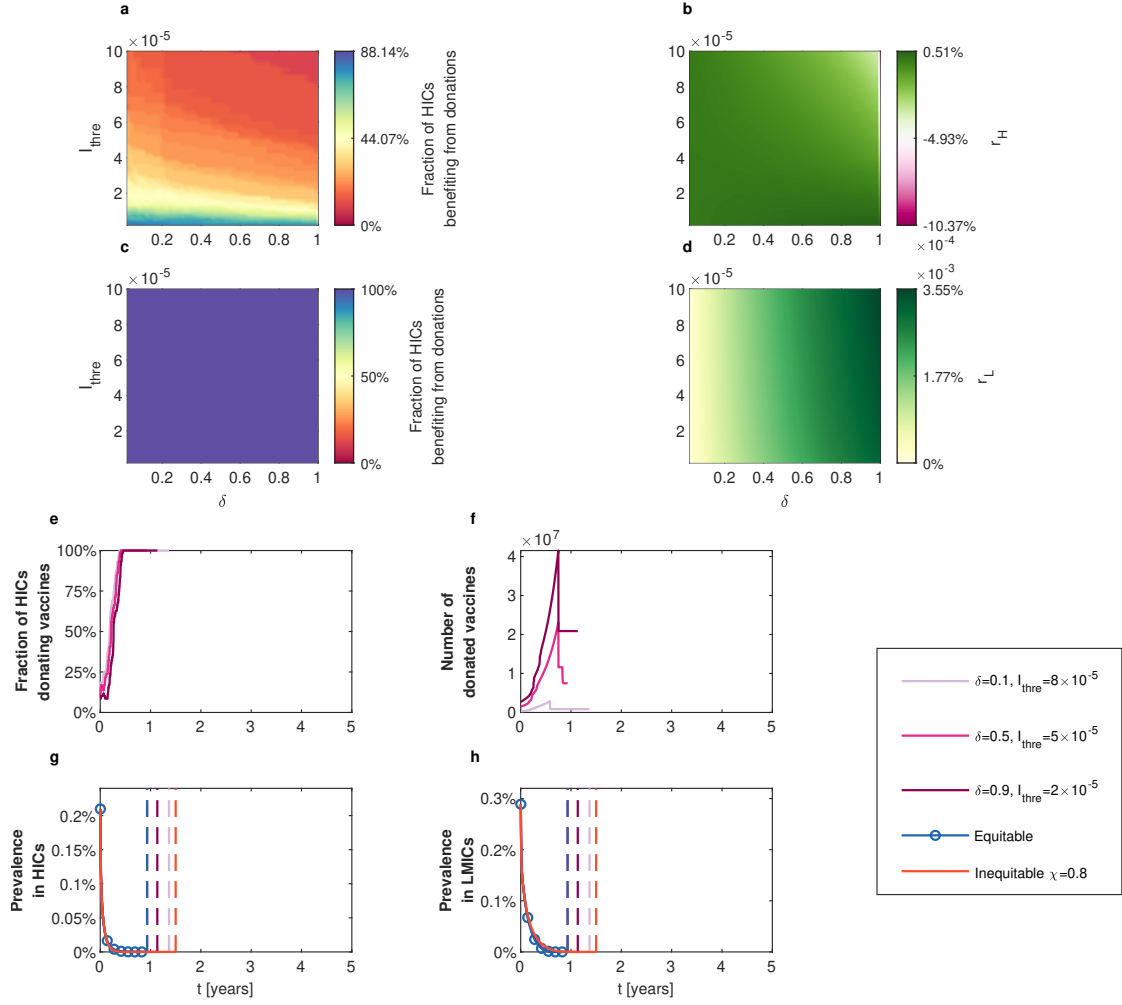 a
× 10⁻⁵
10
8
6
4
2
I_thre
0.2 0.4 0.6 0.8 1
88.14%
44.07%
0%
Fraction of HICs
benefiting from donations
b
× 10⁻⁵
10
8
6
4
2
0.2 0.4 0.6 0.8 1
0.51%
-4.93%
-10.37%
× 10⁻⁴
r_H
c
× 10⁻⁵
10
8
6
4
2
I_thre
0.2 0.4 0.6 0.8 1
δ
100%
50%
0%
Fraction of HICs
benefiting from donations
d
× 10⁻⁵
10
8
6
4
2
0.2 0.4 0.6 0.8 1
δ
× 10⁻³
3.55%
1.77%
0%
r_L
e
100%
75%
50%
25%
0%
Fraction of HICs
donating vaccines
0 1 2 3 4 5
f
× 10⁷
4
3
2
1
0
Number of
donated vaccines
0 1 2 3 4 5
g
0.2%
0.15%
0.1%
0.05%
0%
Prevalence
in HICs
0 1 2 3 4 5
t [years]
h
0.3%
0.2%
0.1%
0%
Prevalence
in LMICs
0 1 2 3 4 5
t [years]
δ=0.1, I_thre=8×10⁻⁵
δ=0.5, I_thre=5×10⁻⁵
δ=0.9, I_thre=2×10⁻⁵
Equitable
Inequitable χ=0.8